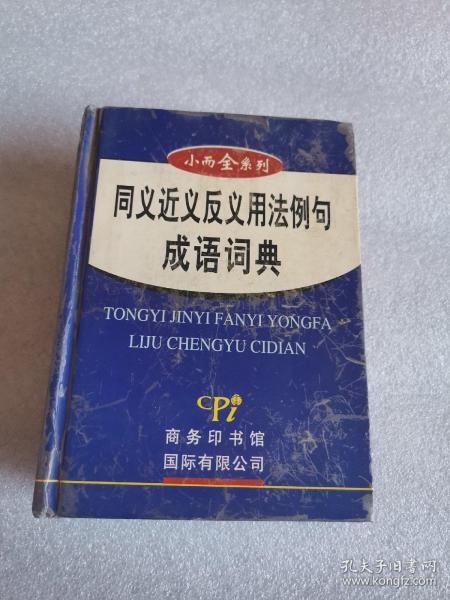 小而全系列
同义近义反义用法例句
成语词典
TONGYI JINYI FANYI YONGFA
LIJU CHENGYU CIDIAN
CPi
商务印书馆
国际有限公司
孔夫子旧书网
www.kongfz.com